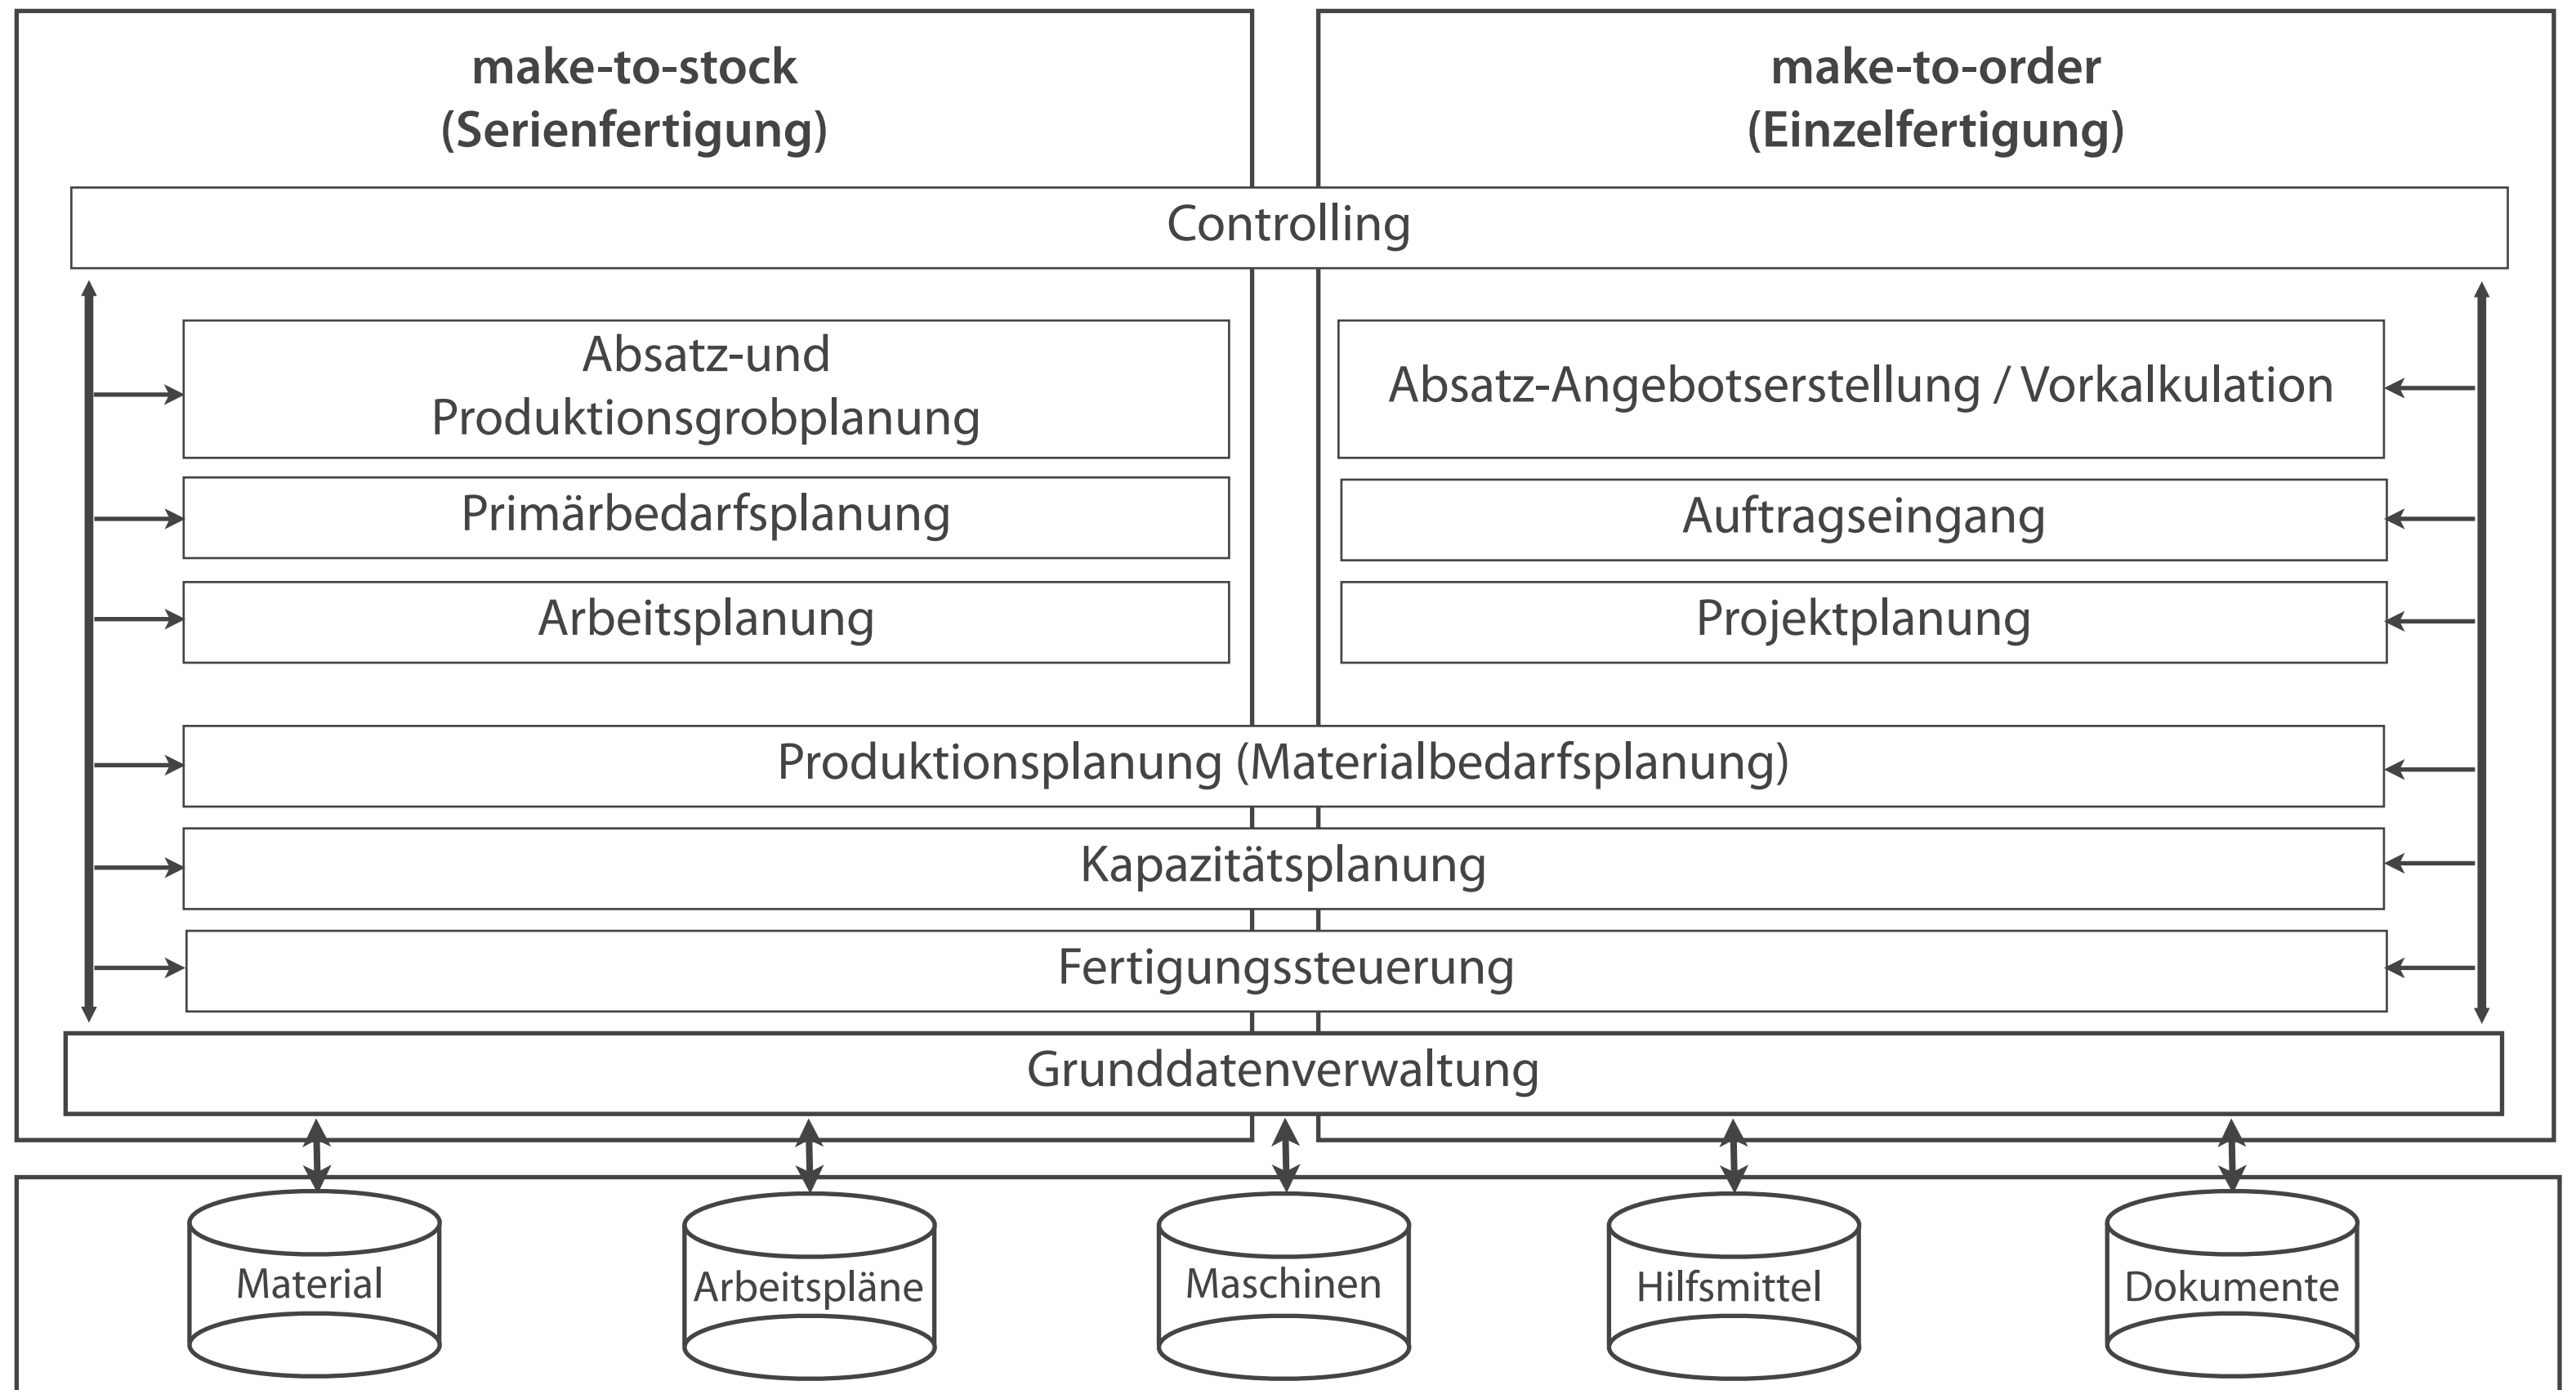 make-to-stock
(Serienfertigung)
make-to-order
(Einzelfertigung)
Controlling
Absatz-und
Produktionsgrobplanung
Absatz-Angebotserstellung / Vorkalkulation
Primärbedarfsplanung
Auftragseingang
Arbeitsplanung
Projektplanung
Produktionsplanung (Materialbedarfsplanung)
Kapazitätsplanung
Fertigungssteuerung
Grunddatenverwaltung
Material
Arbeitspläne
Maschinen
Hilfsmittel
Dokumente